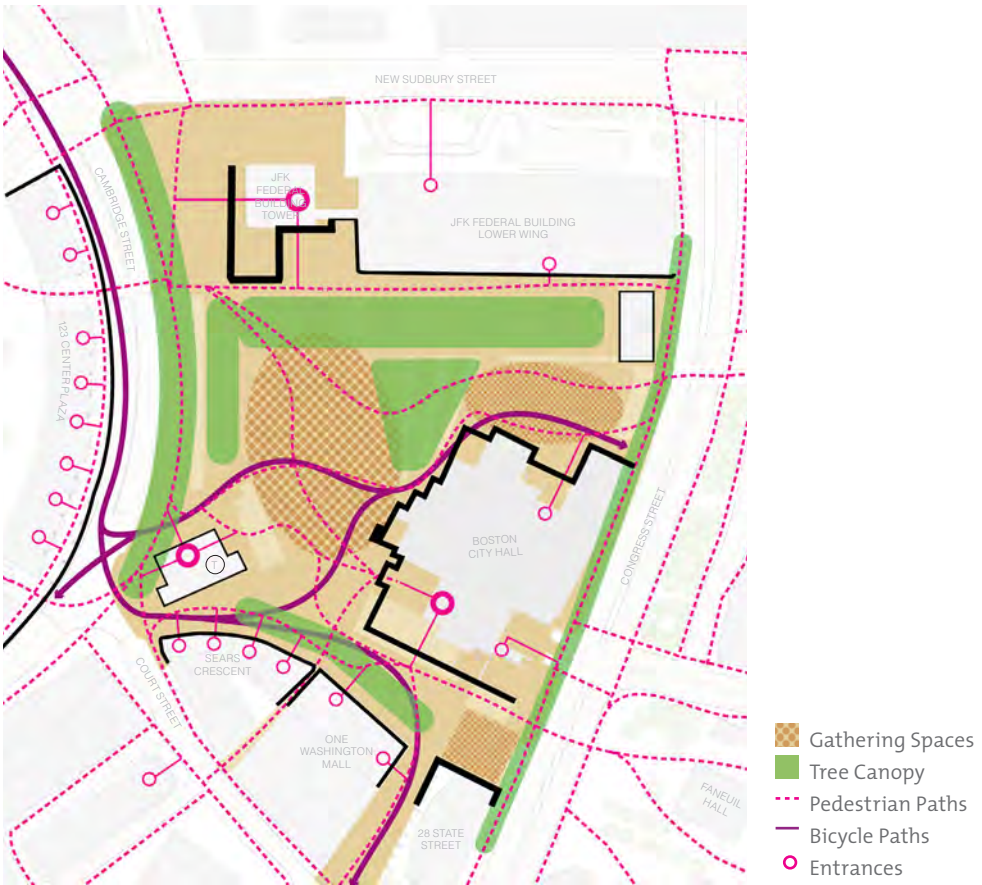 NEW SUDBURY STREET
CAMBRIDGE STREET
JFK
FEDERAL
BUILDING
TOWER
JFK FEDERAL BUILDING
LOWER WING
123 CENTER PLAZA
BOSTON
CITY HALL
CONGRESS STREET
T
SEARS
CRESCENT
COURT STREET
ONE
WASHINGTON
MALL
28 STATE
STREET
FANEUIL
HALL
Gathering Spaces
Tree Canopy
Pedestrian Paths
Bicycle Paths
Entrances